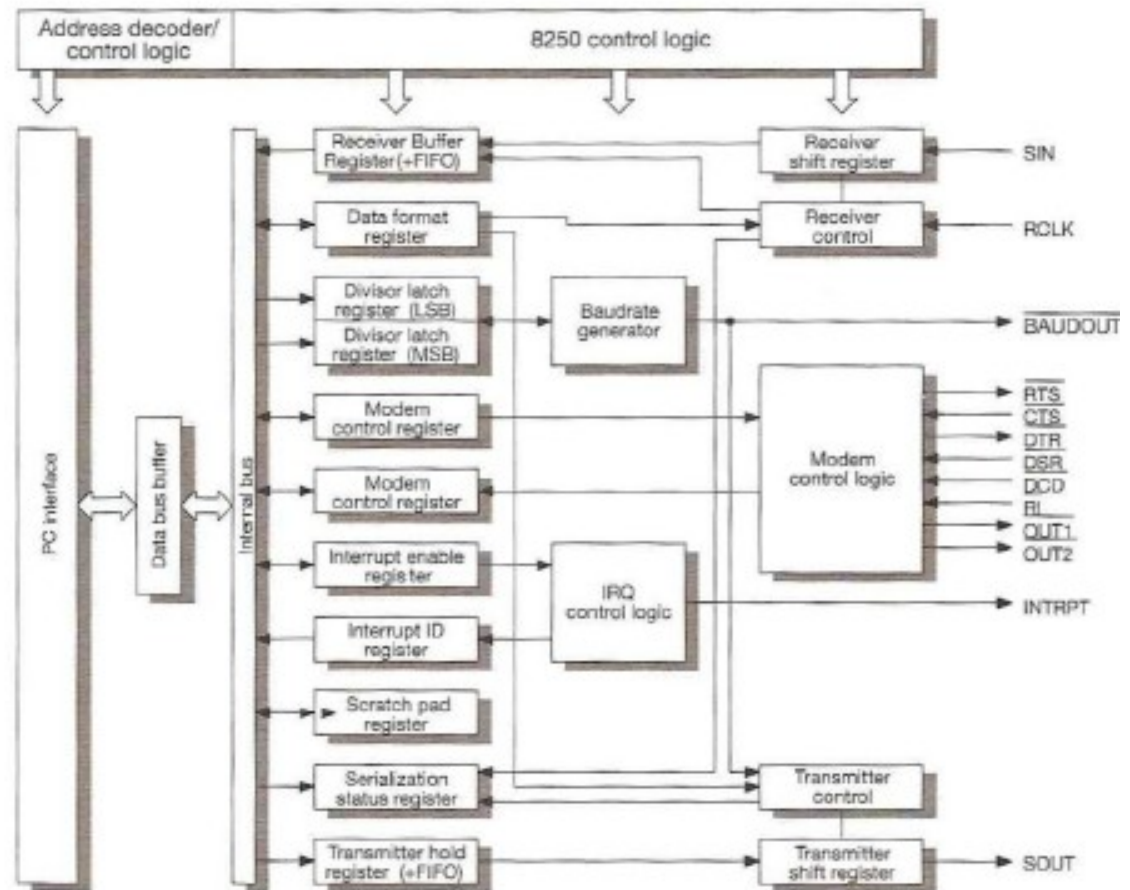 Address decoder/
control logic
8250 control logic
PC interface
Data bus buffer
Internal bus
Receiver Buffer
Register (+FIFO)
Data format
register
Divisor latch
register (LSB)
Divisor latch
register (MSB)
Modem
control register
Modem
control register
Interrupt enable
register
Interrupt ID
register
Scratch pad
register
Serialization
status register
Transmitter hold
register (+FIFO)
Baudrate
generator
IRQ
control logic
Receiver
shift register
Receiver
control
Modem
control logic
Transmitter
control
Transmitter
shift register
SIN
RCLK
BAUDOUT
RTS
CTS
DTR
DSR
DCD
RI
OUT1
OUT2
INTRPT
SOUT